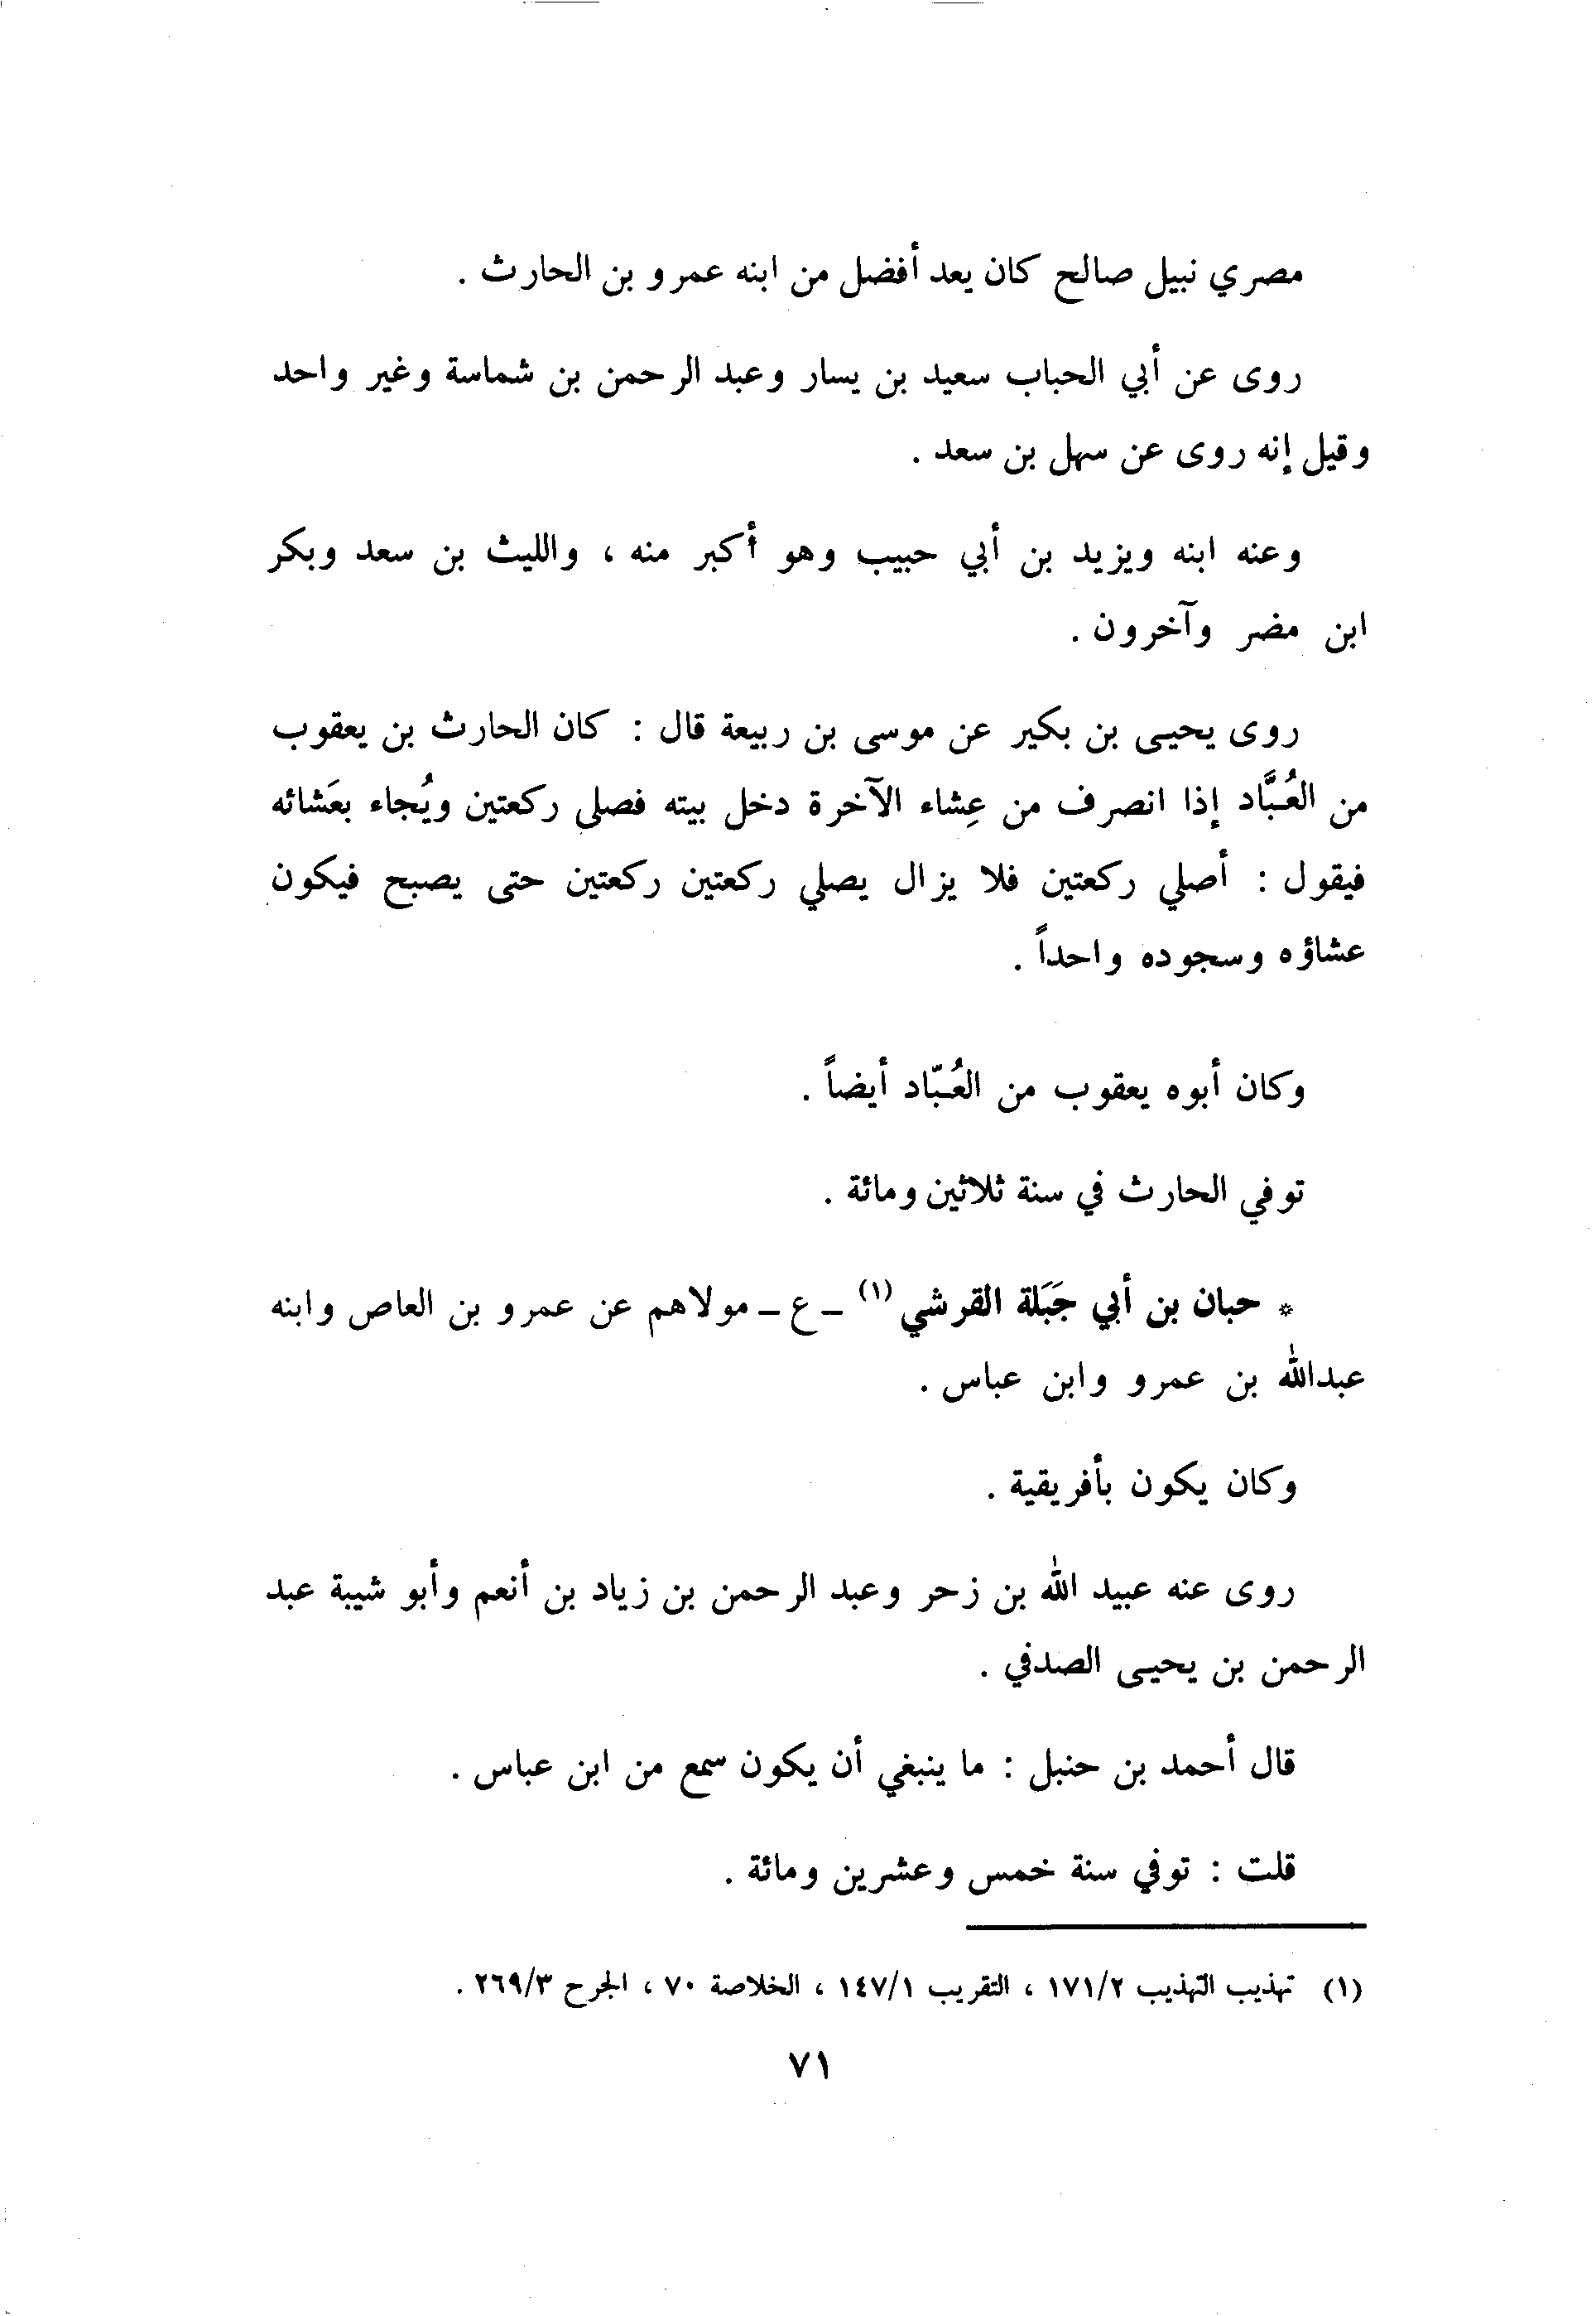 مصري نبيل صالح كان يعد أفضل من ابنه عمرو بن الحارث .
روى عن أبي الحباب سعيد بن يسار وعبد الرحمن بن شماسة وغير واحد
وقيل إنه روى عن سهل بن سعد .
وعنه ابنه ويزيد بن أبي حبيب وهو أكبر منه ، والليث بن سعد وبكر
ابن مضر وآخرون .
روى يحيى بن بكير عن موسى بن ربيعة قال : كان الحارث بن يعقوب
من العُبَّاد إذا انصرف من عِشاء الآخرة دخل بيته فصلى ركعتين ويُجاء بعَشائه
فيقول : أصلي ركعتين فلا يزال يصلي ركعتين ركعتين حتى يصبح فيكون
عشاؤه وسجوده واحداً .
وكان أبوه يعقوب من العُبّاد أيضاً .
توفي الحارث في سنة ثلاثين ومائة .
* حبان بن أبي جَبَلة القرشي (١) ـ ع ـ مولاهم عن عمرو بن العاص وابنه
عبدالله بن عمرو وابن عباس .
وكان يكون بأفريقية .
روى عنه عبيد الله بن زحر وعبد الرحمن بن زياد بن أنعم وأبو شيبة عبد
الرحمن بن يحيى الصدفي .
قال أحمد بن حنبل : ما ينبغي أن يكون سمع من ابن عباس .
قلت : توفي سنة خمس وعشرين ومائة .
(١) تهذيب التهذيب ١٧١/٢ ، التقريب ١٤٧/١ ، الخلاصة ٧٠ ، الجرح ٢٦٩/٣ .
٧١